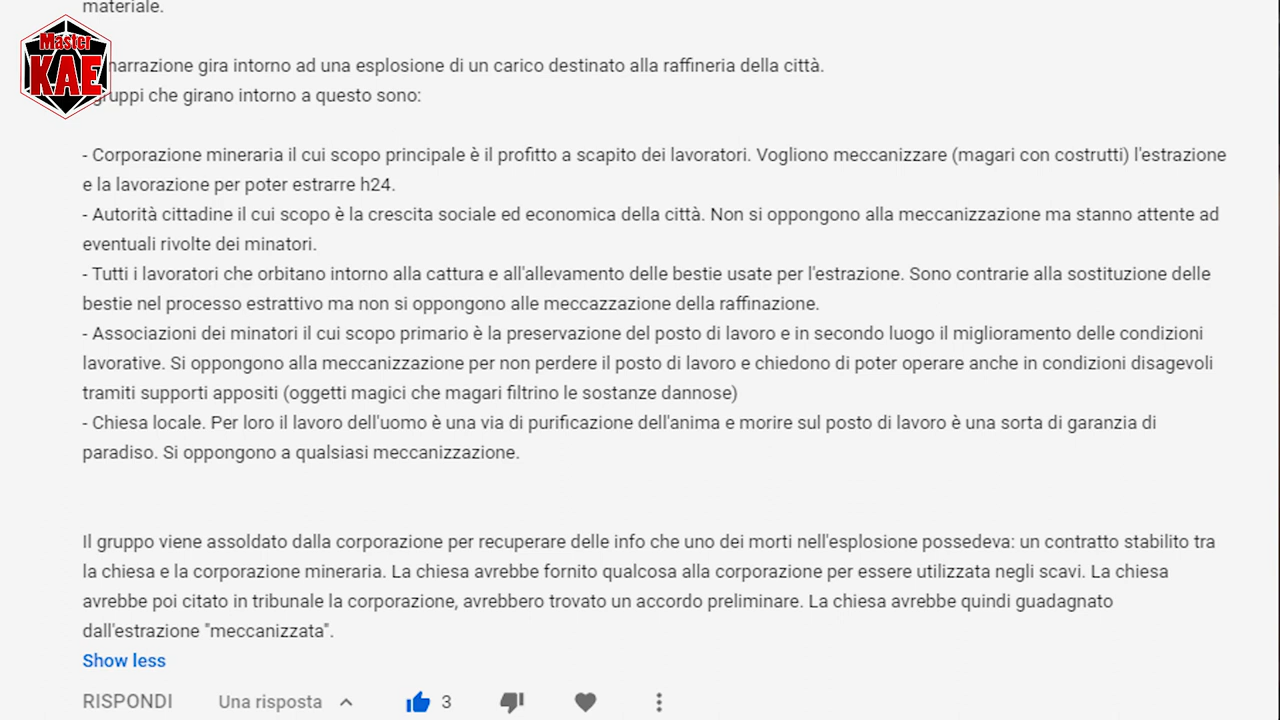 materiale.
Master
KAE
narrazione gira intorno ad una esplosione di un carico destinato alla raffineria della città.
gruppi che girano intorno a questo sono:
- Corporazione mineraria il cui scopo principale è il profitto a scapito dei lavoratori. Vogliono meccanizzare (magari con costrutti) l'estrazione
e la lavorazione per poter estrarre h24.
- Autorità cittadine il cui scopo è la crescita sociale ed economica della città. Non si oppongono alla meccanizzazione ma stanno attente ad
eventuali rivolte dei minatori.
- Tutti i lavoratori che orbitano intorno alla cattura e all'allevamento delle bestie usate per l'estrazione. Sono contrarie alla sostituzione delle
bestie nel processo estrattivo ma non si oppongono alle meccazzazione della raffinazione.
- Associazioni dei minatori il cui scopo primario è la preservazione del posto di lavoro e in secondo luogo il miglioramento delle condizioni
lavorative. Si oppongono alla meccanizzazione per non perdere il posto di lavoro e chiedono di poter operare anche in condizioni disagevoli
tramiti supporti appositi (oggetti magici che magari filtrino le sostanze dannose)
- Chiesa locale. Per loro il lavoro dell'uomo è una via di purificazione dell'anima e morire sul posto di lavoro è una sorta di garanzia di
paradiso. Si oppongono a qualsiasi meccanizzazione.
Il gruppo viene assoldato dalla corporazione per recuperare delle info che uno dei morti nell'esplosione possedeva: un contratto stabilito tra
la chiesa e la corporazione mineraria. La chiesa avrebbe fornito qualcosa alla corporazione per essere utilizzata negli scavi. La chiesa
avrebbe poi citato in tribunale la corporazione, avrebbero trovato un accordo preliminare. La chiesa avrebbe quindi guadagnato
dall'estrazione "meccanizzata".
Show less
RISPONDI Una risposta 3